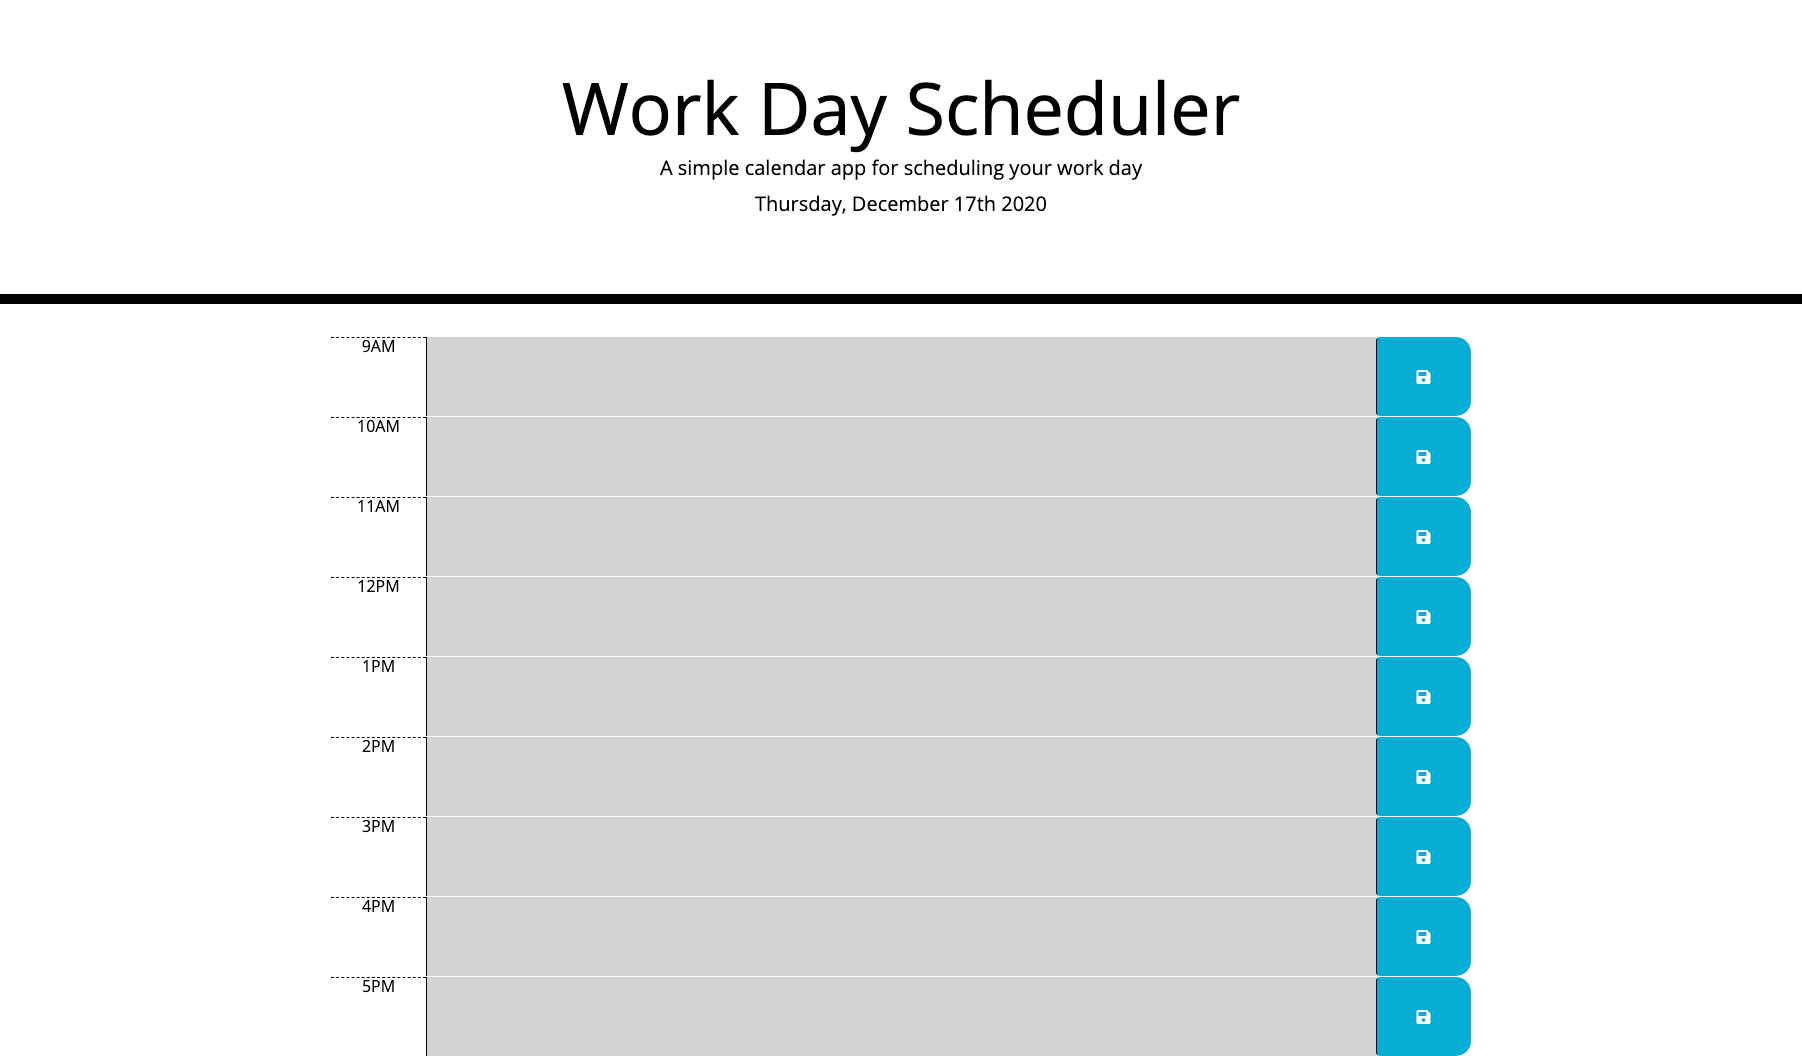 Work Day Scheduler
A simple calendar app for scheduling your work day
Thursday, December 17th 2020
9AM
10AM
11AM
12PM
1PM
2PM
3PM
4PM
5PM